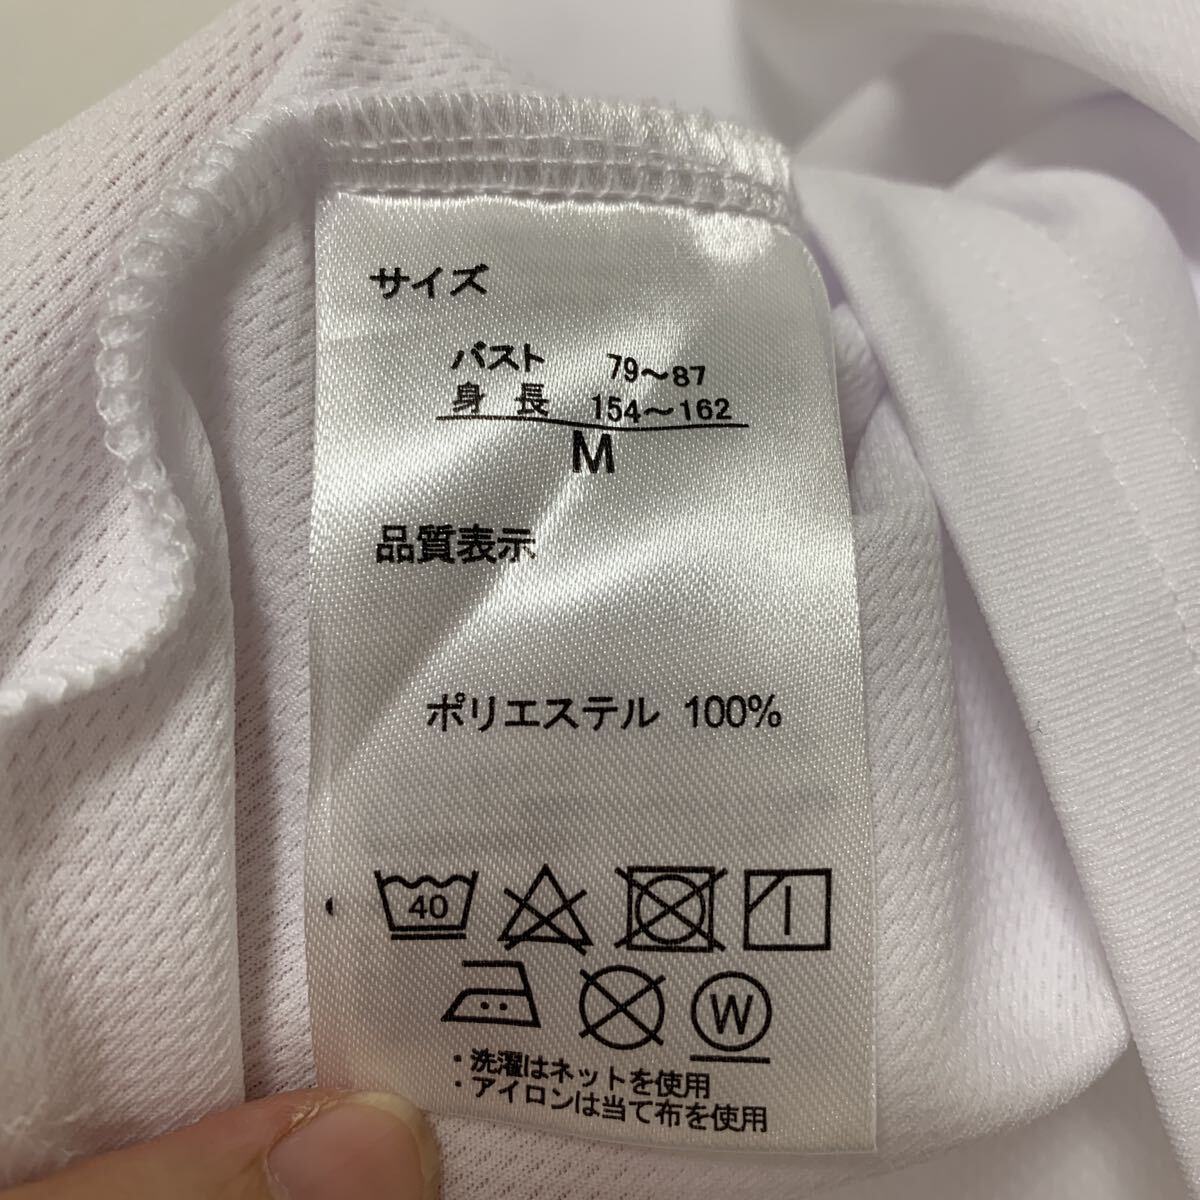 サイズ
バスト 79～87
身長 154～162
M
品質表示
ポリエステル 100%
40
W
・洗濯はネットを使用
・アイロンは当て布を使用